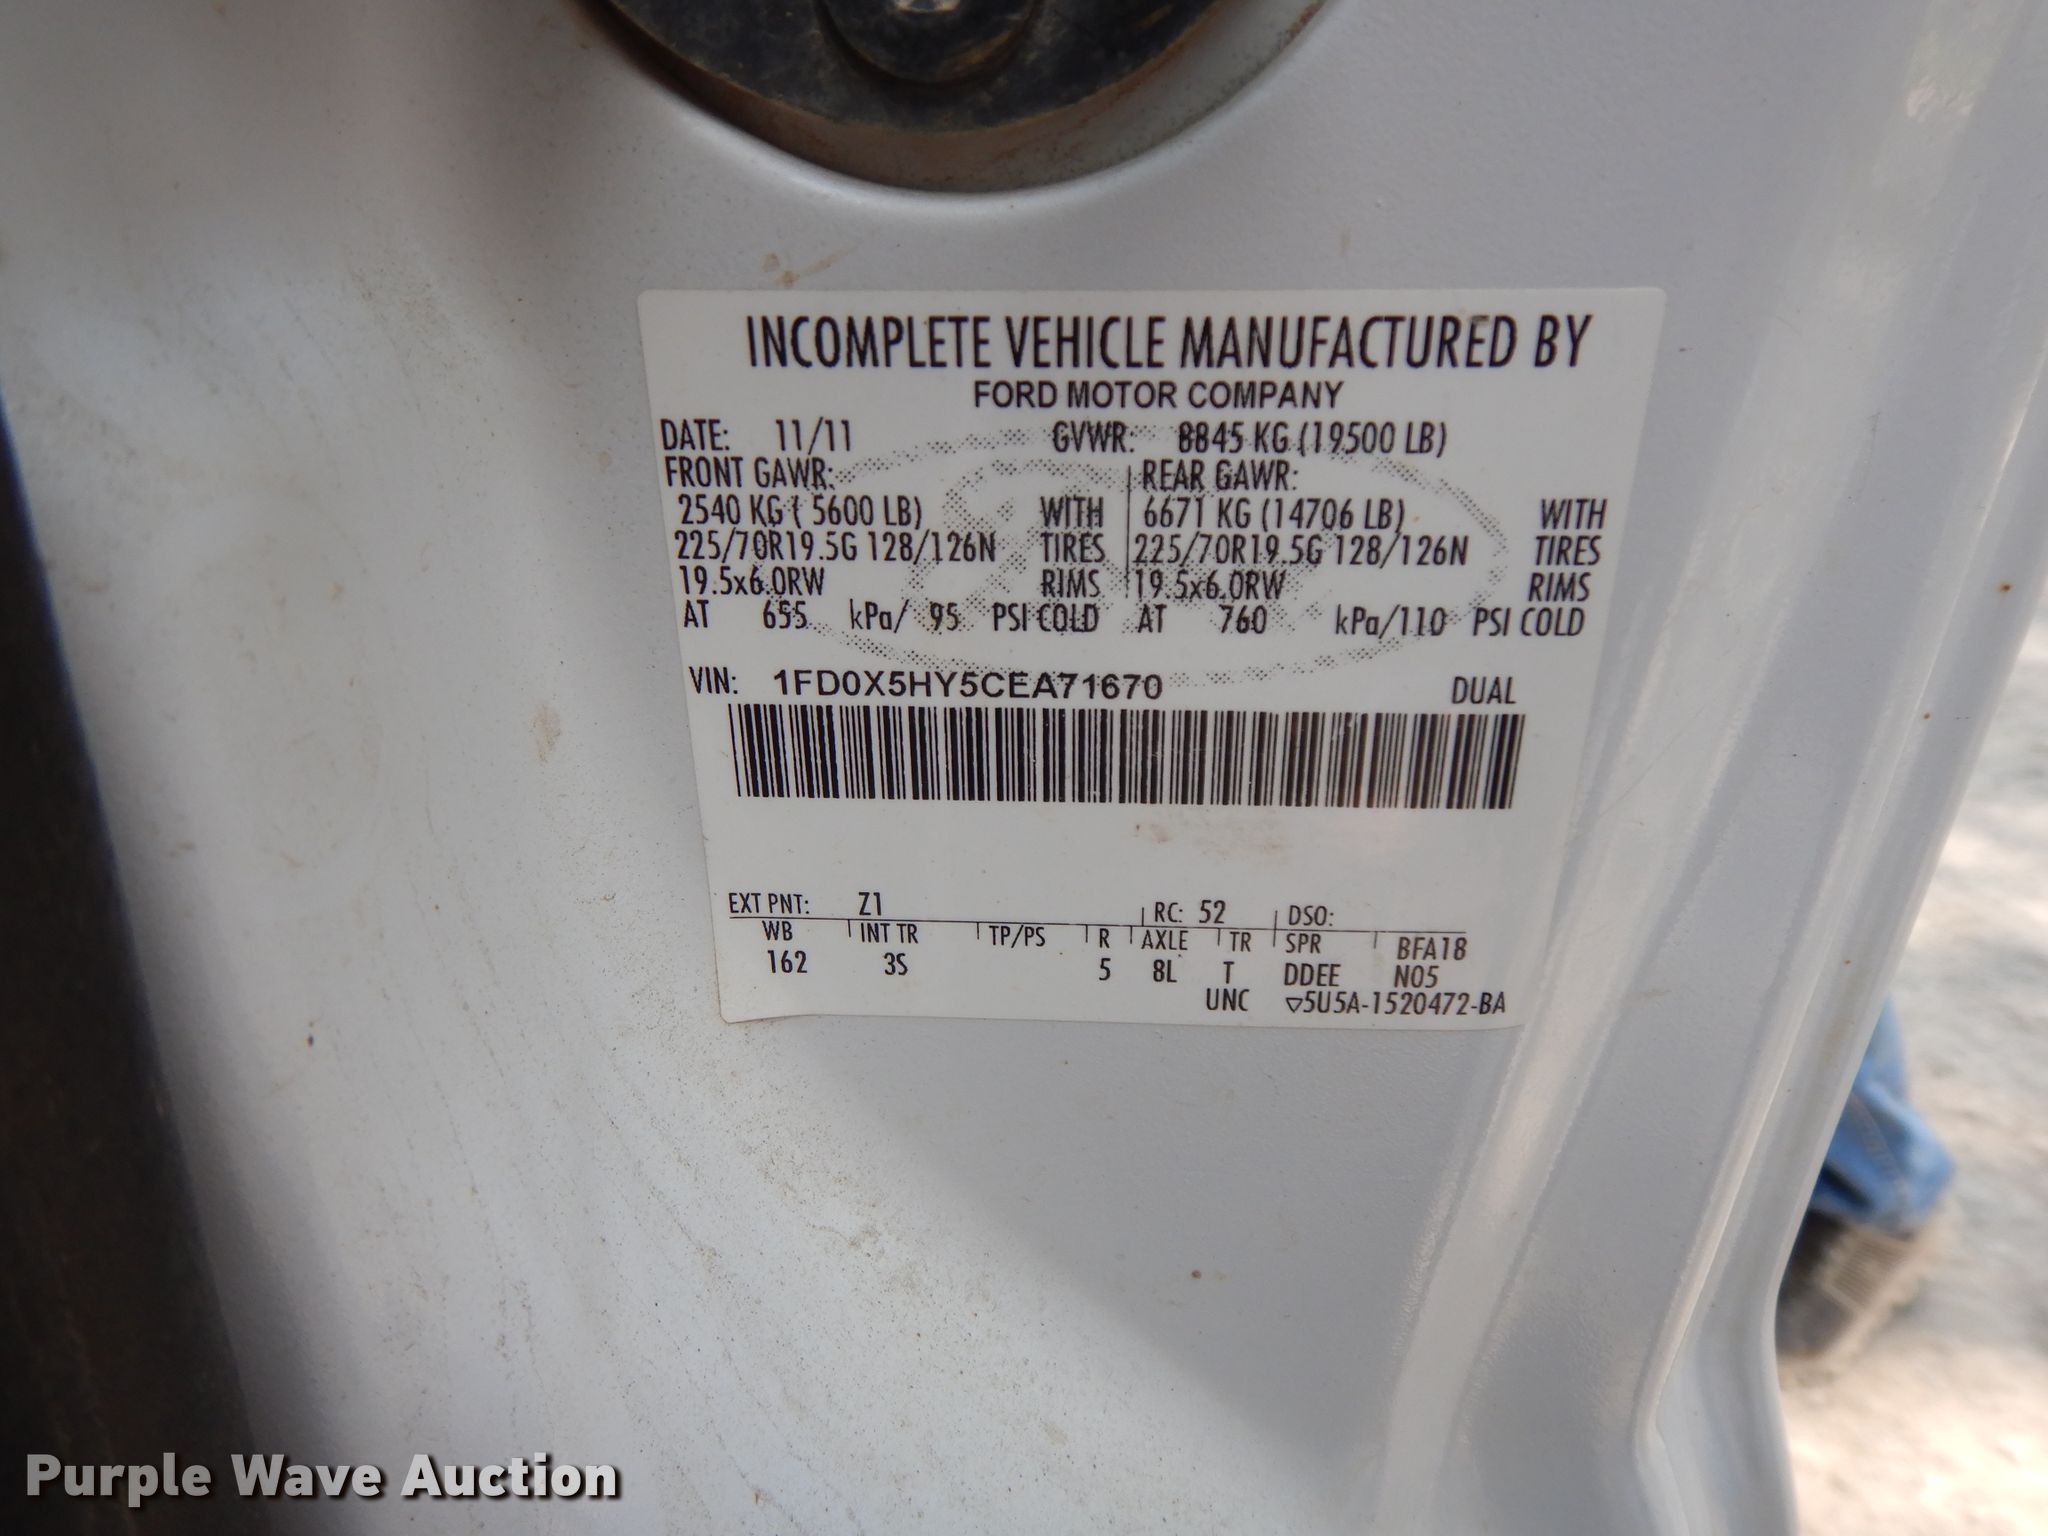 INCOMPLETE VEHICLE MANUFACTURED BY
FORD MOTOR COMPANY
DATE: 11/11 GVWR: 8845 KG (19500 LB)
FRONT GAWR: REAR GAWR:
2540 KG ( 5600 LB) WITH 6671 KG (14706 LB) WITH
225/70R19.5G 128/126N TIRES 225/70R19.5G 128/126N TIRES
19.5x6.0RW RIMS 19.5x6.0RW RIMS
AT 655 kPa/ 95 PSI COLD AT 760 kPa/110 PSI COLD
VIN: 1FD0X5HY5CEA71670 DUAL
EXT PNT: Z1 RC: 52 DSO:
WB INT TR TP/PS R AXLE TR SPR BFA18
162 3S 5 8L T DDEE N05
UNC ▽5U5A-1520472-BA
Purple Wave Auction